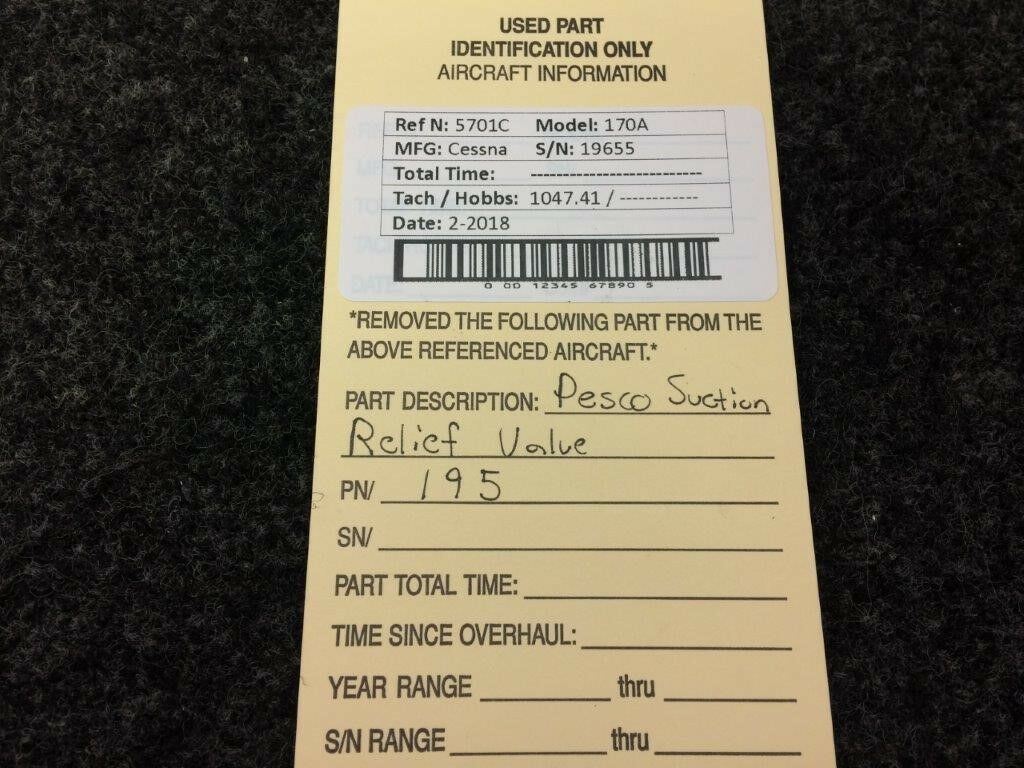 USED PART
IDENTIFICATION ONLY
AIRCRAFT INFORMATION
Ref N: 5701C Model: 170A
MFG: Cessna S/N: 19655
Total Time: ---------------------------
Tach / Hobbs: 1047.41 / ------------
Date: 2-2018
0 00 12345 67890 5
*REMOVED THE FOLLOWING PART FROM THE
ABOVE REFERENCED AIRCRAFT.*
PART DESCRIPTION: Pesco Suction
Relief Valve
PN/ 195
SN/
PART TOTAL TIME:
TIME SINCE OVERHAUL:
YEAR RANGE thru
S/N RANGE thru